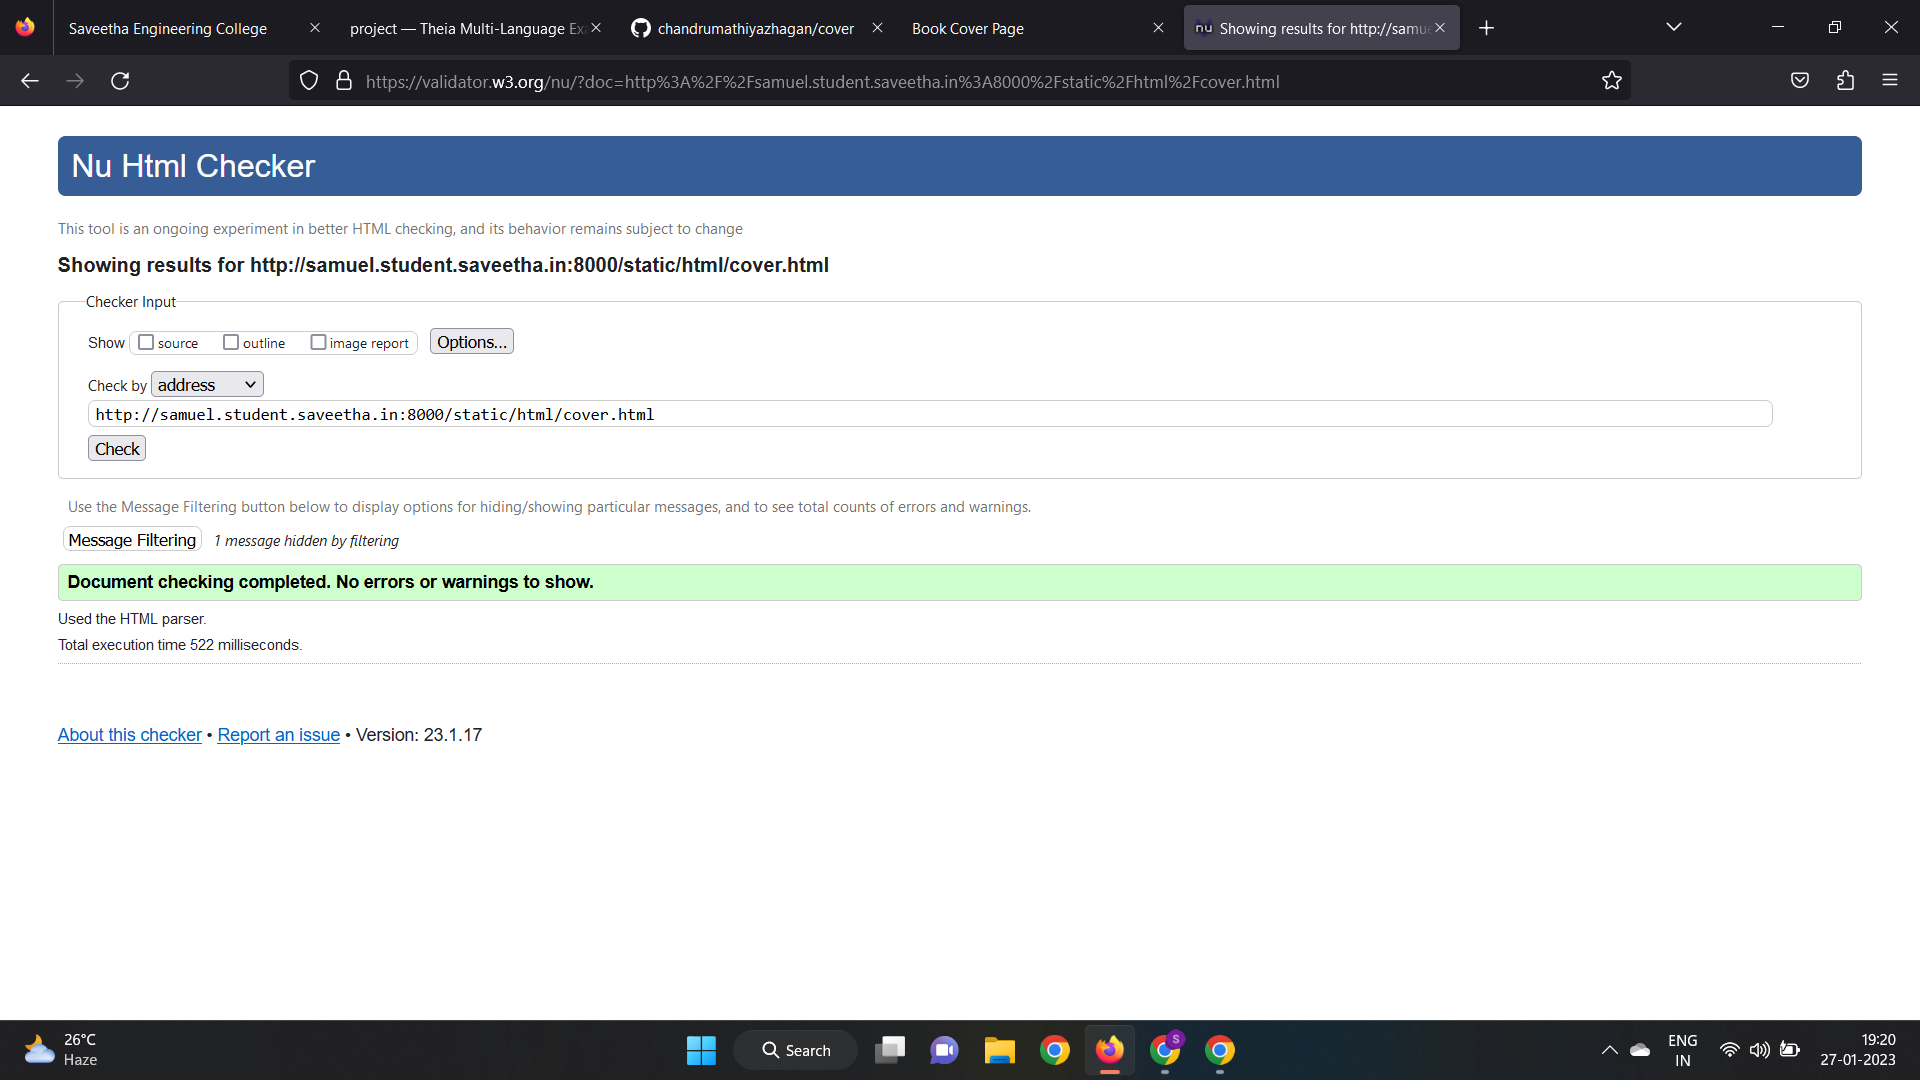 Saveetha Engineering College
project — Theia Multi-Language Ex
chandrumathiyazhagan/cover
Book Cover Page
nu Showing results for http://samue
https://validator.w3.org/nu/?doc=http%3A%2F%2Fsamuel.student.saveetha.in%3A8000%2Fstatic%2Fhtml%2Fcover.html
Nu Html Checker
This tool is an ongoing experiment in better HTML checking, and its behavior remains subject to change
Showing results for http://samuel.student.saveetha.in:8000/static/html/cover.html
Checker Input
Show source outline image report Options...
Check by address
http://samuel.student.saveetha.in:8000/static/html/cover.html
Check
Use the Message Filtering button below to display options for hiding/showing particular messages, and to see total counts of errors and warnings.
Message Filtering 1 message hidden by filtering
Document checking completed. No errors or warnings to show.
Used the HTML parser.
Total execution time 522 milliseconds.
About this checker • Report an issue • Version: 23.1.17
26°C
Haze
Search
S
ENG
IN
19:20
27-01-2023